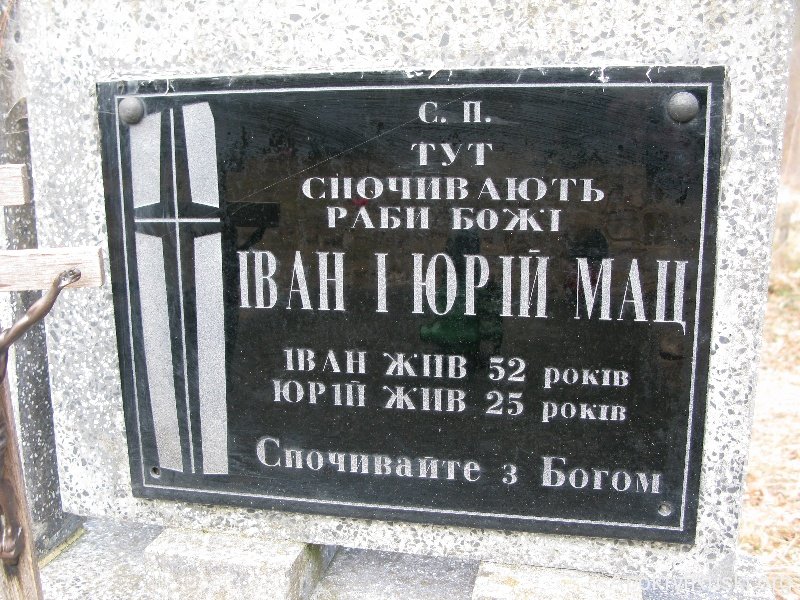 С. П.
ТУТ
СПОЧИВАЮТЬ
РАБИ БОЖІ
ІВАН І ЮРІЙ МАЦ
ІВАН ЖИВ 52 років
ЮРІЙ ЖИВ 25 років
Спочивайте з Богом